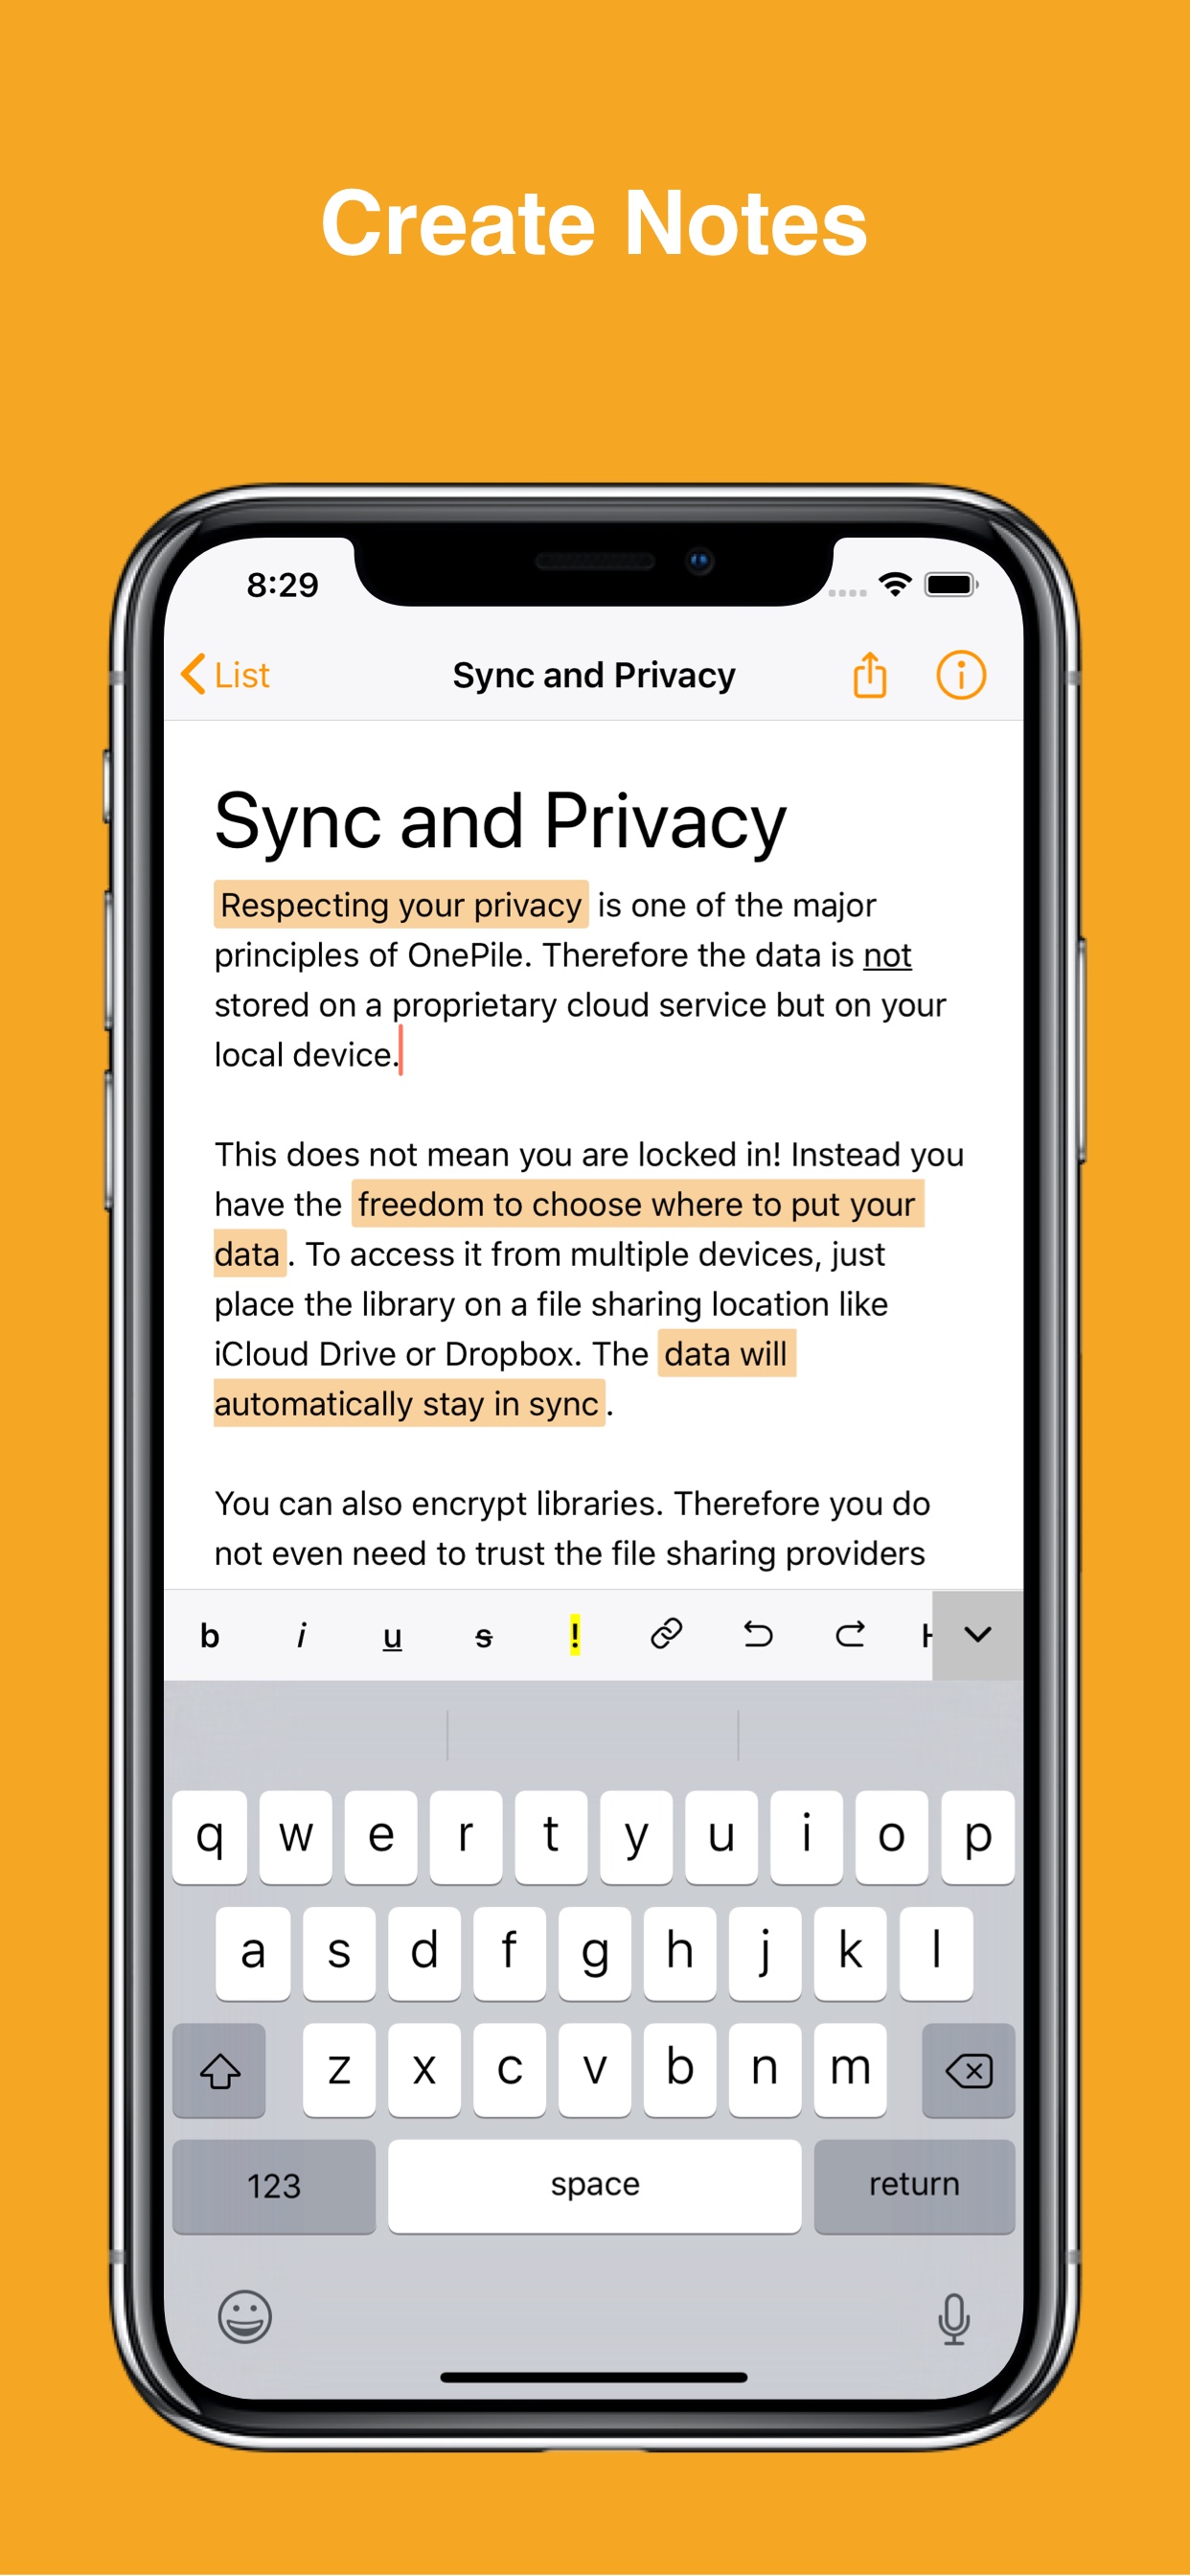 Create Notes
8:29
List
Sync and Privacy
Sync and Privacy
Respecting your privacy is one of the major
principles of OnePile. Therefore the data is not
stored on a proprietary cloud service but on your
local device.
This does not mean you are locked in! Instead you
have the freedom to choose where to put your
data. To access it from multiple devices, just
place the library on a file sharing location like
iCloud Drive or Dropbox. The data will
automatically stay in sync.
You can also encrypt libraries. Therefore you do
not even need to trust the file sharing providers
b i u s !
q w e r t y u i o p
a s d f g h j k l
z x c v b n m
123 space return